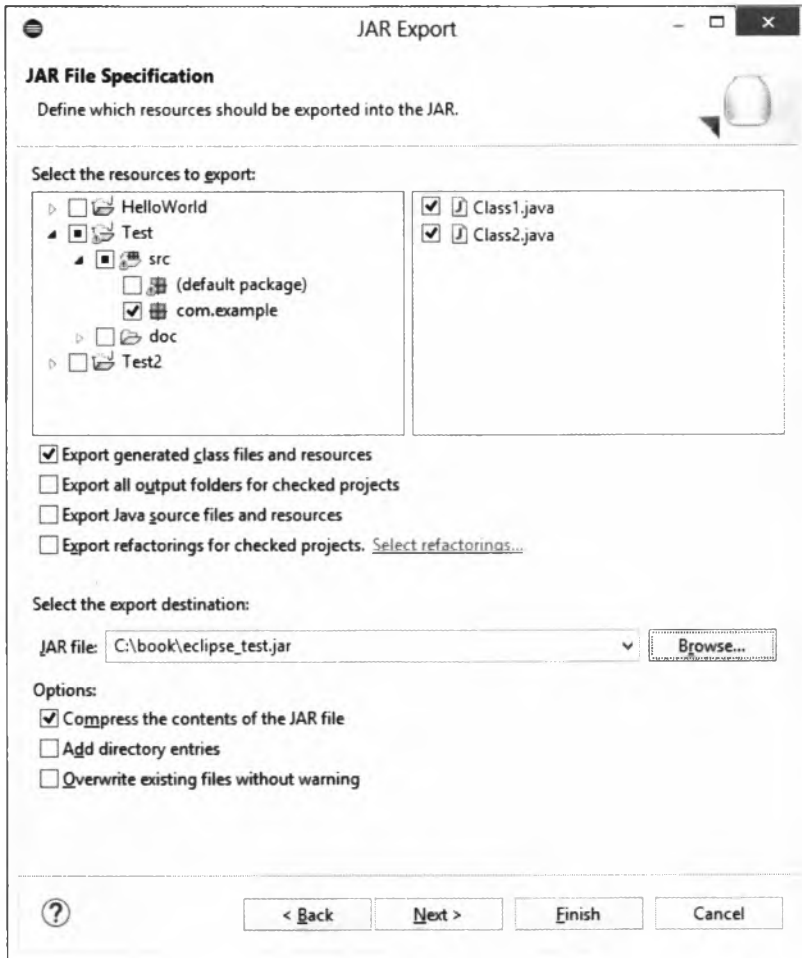 JAR Export
JAR File Specification
Define which resources should be exported into the JAR.
Select the resources to export:
HelloWorld
Test
src
(default package)
com.example
doc
Test2
Class1.java
Class2.java
Export generated class files and resources
Export all output folders for checked projects
Export Java source files and resources
Export refactorings for checked projects. Select refactorings...
Select the export destination:
JAR file: C:\book\eclipse_test.jar Browse...
Options:
Compress the contents of the JAR file
Add directory entries
Overwrite existing files without warning
? < Back Next > Finish Cancel